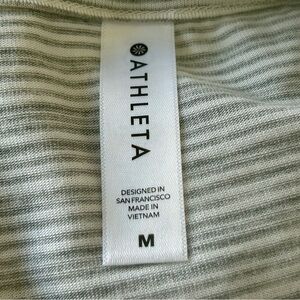 ATHLETA
DESIGNED IN
SAN FRANCISCO
MADE IN
VIETNAM
M